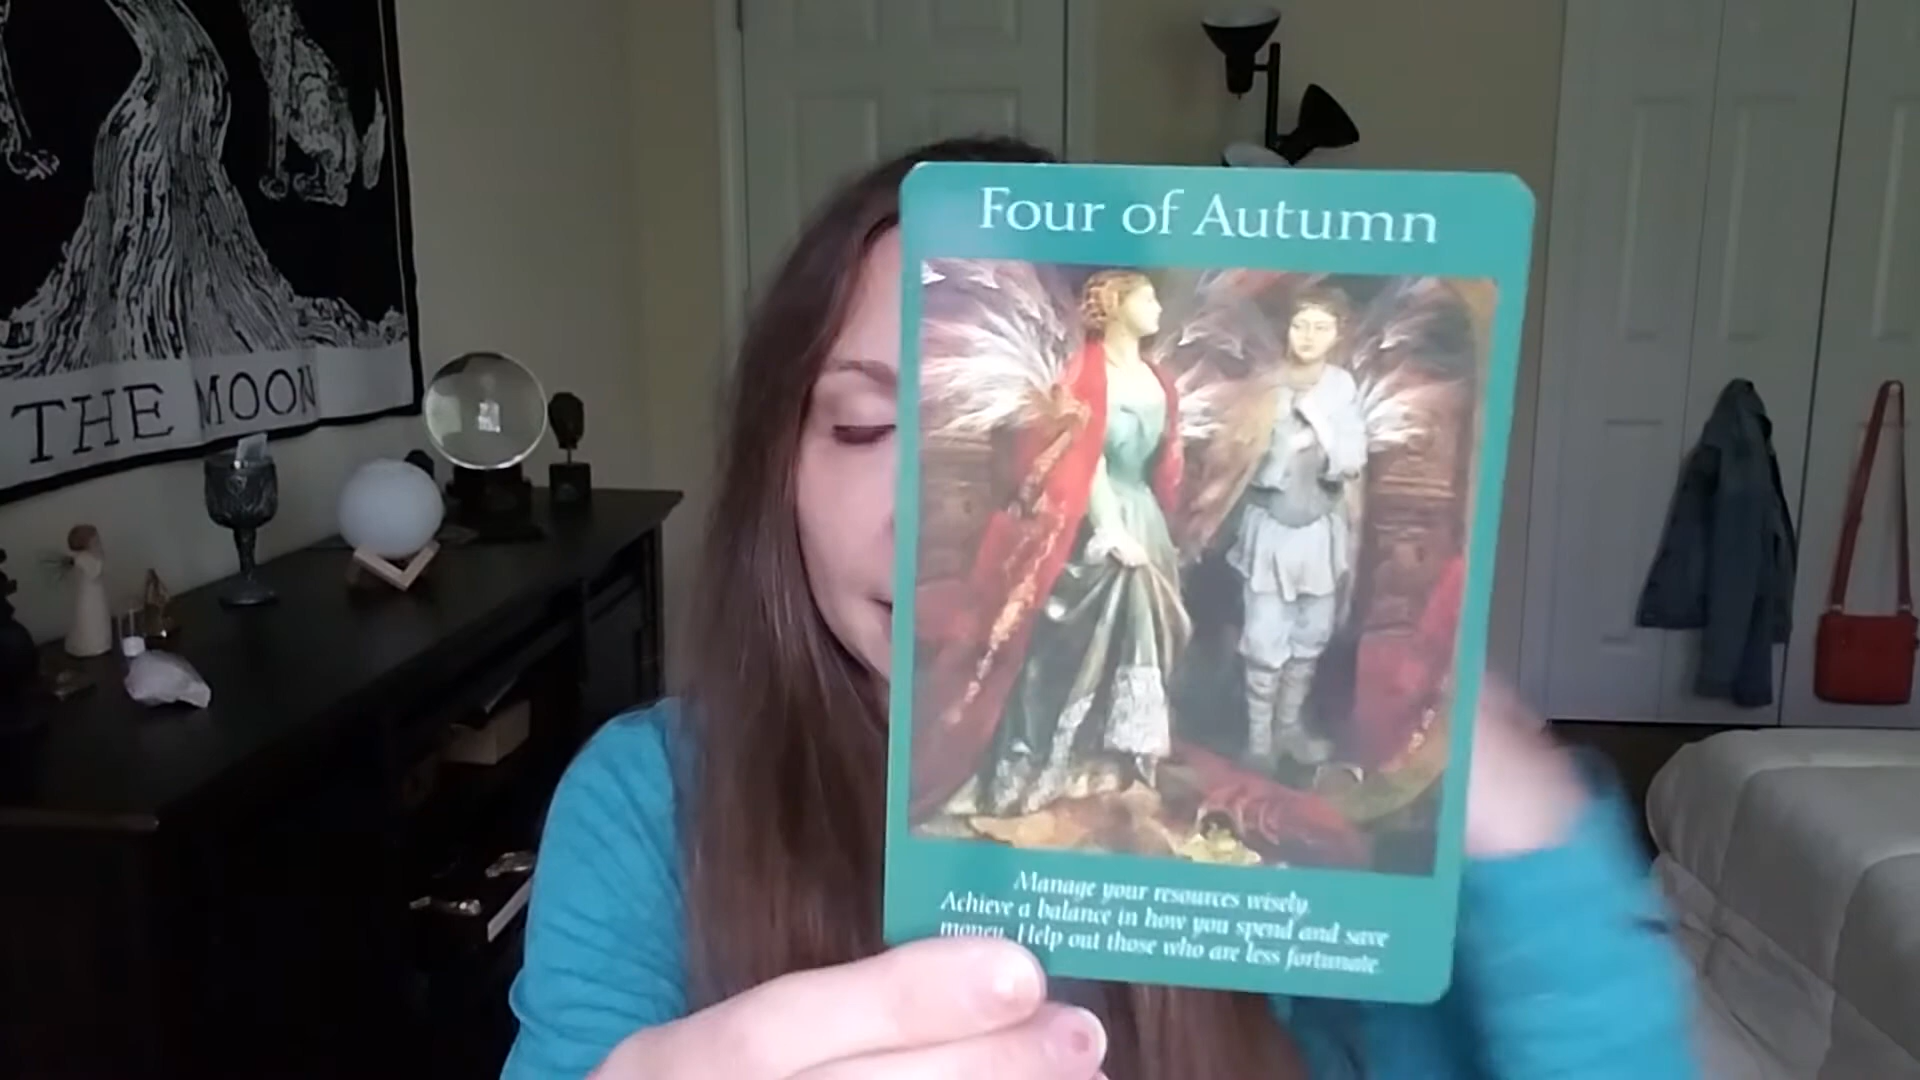 THE MOON
Four of Autumn
Manage your resources wisely.
Achieve a balance in how you spend and save
money. Help out those who are less fortunate.